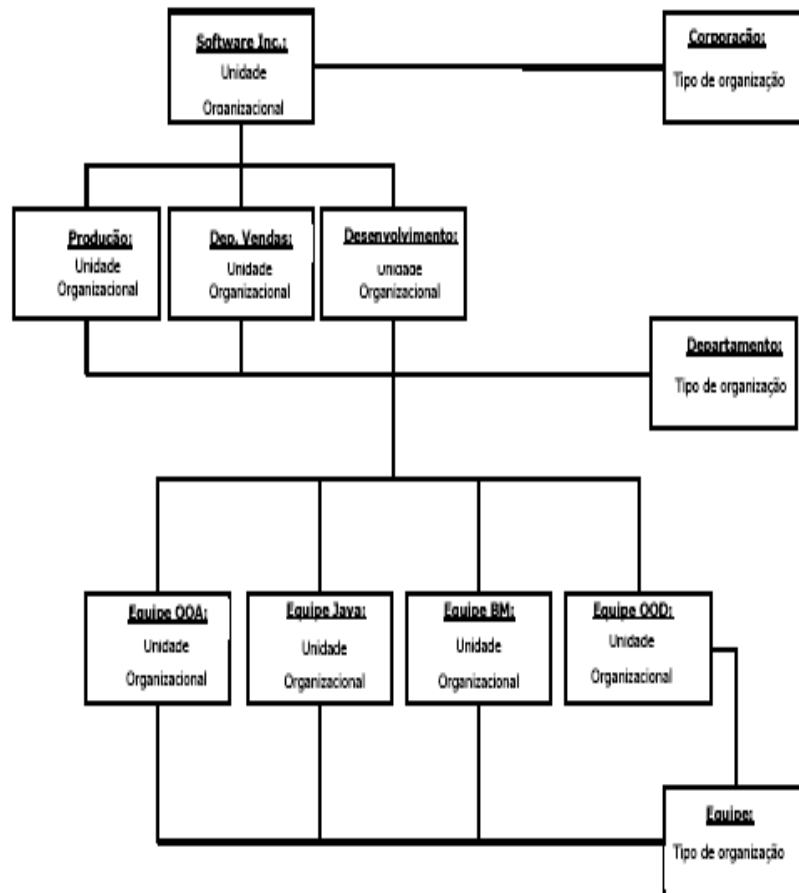 Software Inc.:
Unidade
Organizacional
Corporação:
Tipo de organização
Produção:
Unidade
Organizacional
Dep. Vendas:
Unidade
Organizacional
Desenvolvimento:
Unidade
Organizacional
Departamento:
Tipo de organização
Equipe OOA:
Unidade
Organizacional
Equipe Java:
Unidade
Organizacional
Equipe BM:
Unidade
Organizacional
Equipe OOD:
Unidade
Organizacional
Equipe:
Tipo de organização